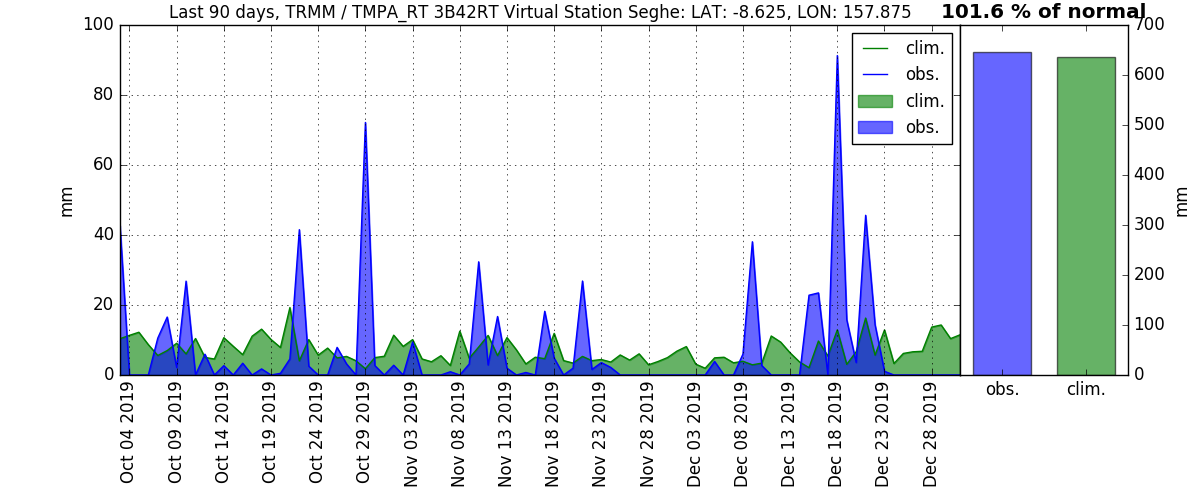 Last 90 days, TRMM / TMPA_RT 3B42RT Virtual Station Seghe: LAT: -8.625, LON: 157.875
101.6 % of normal
mm
100
80
60
40
20
0
clim.
obs.
clim.
obs.
Oct 04 2019
Oct 09 2019
Oct 14 2019
Oct 19 2019
Oct 24 2019
Oct 29 2019
Nov 03 2019
Nov 08 2019
Nov 13 2019
Nov 18 2019
Nov 23 2019
Nov 28 2019
Dec 03 2019
Dec 08 2019
Dec 13 2019
Dec 18 2019
Dec 23 2019
Dec 28 2019
700
600
500
400
300
200
100
0
mm
obs.
clim.